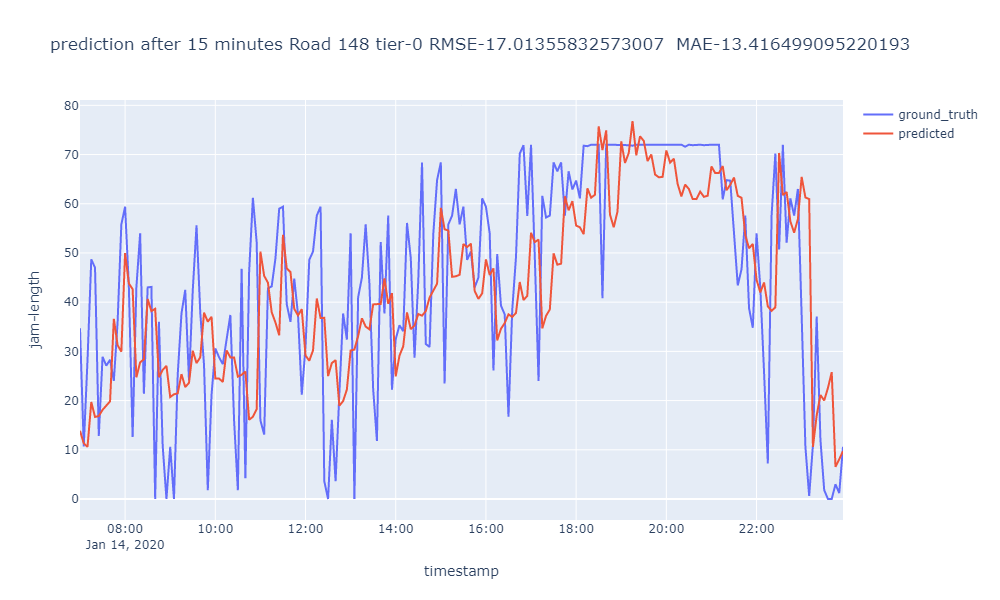 prediction after 15 minutes Road 148 tier-0 RMSE-17.01355832573007  MAE-13.416499095220193
ground_truth
predicted
80
70
60
50
40
30
20
10
0
jam-length
08:00 10:00 12:00 14:00 16:00 18:00 20:00 22:00
Jan 14, 2020
timestamp